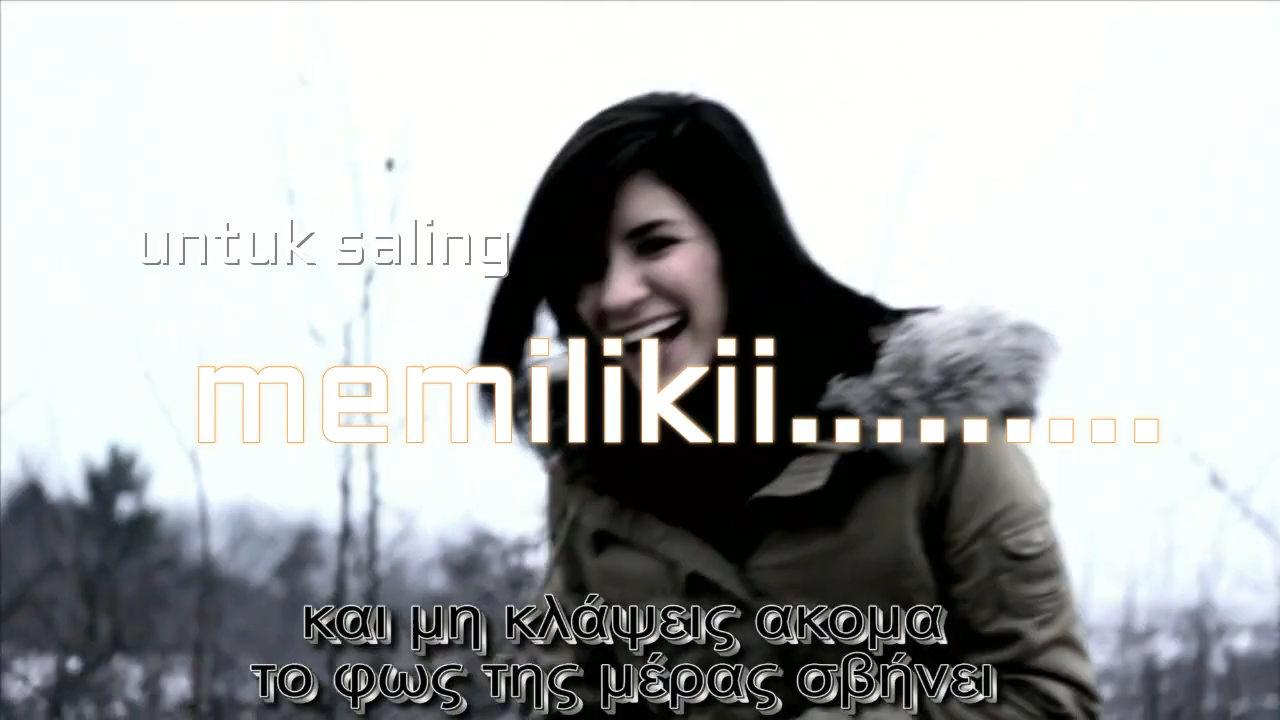 untuk saling
memilikii.........
και μη κλάψεις ακομα
το φως της μέρας σβήνει